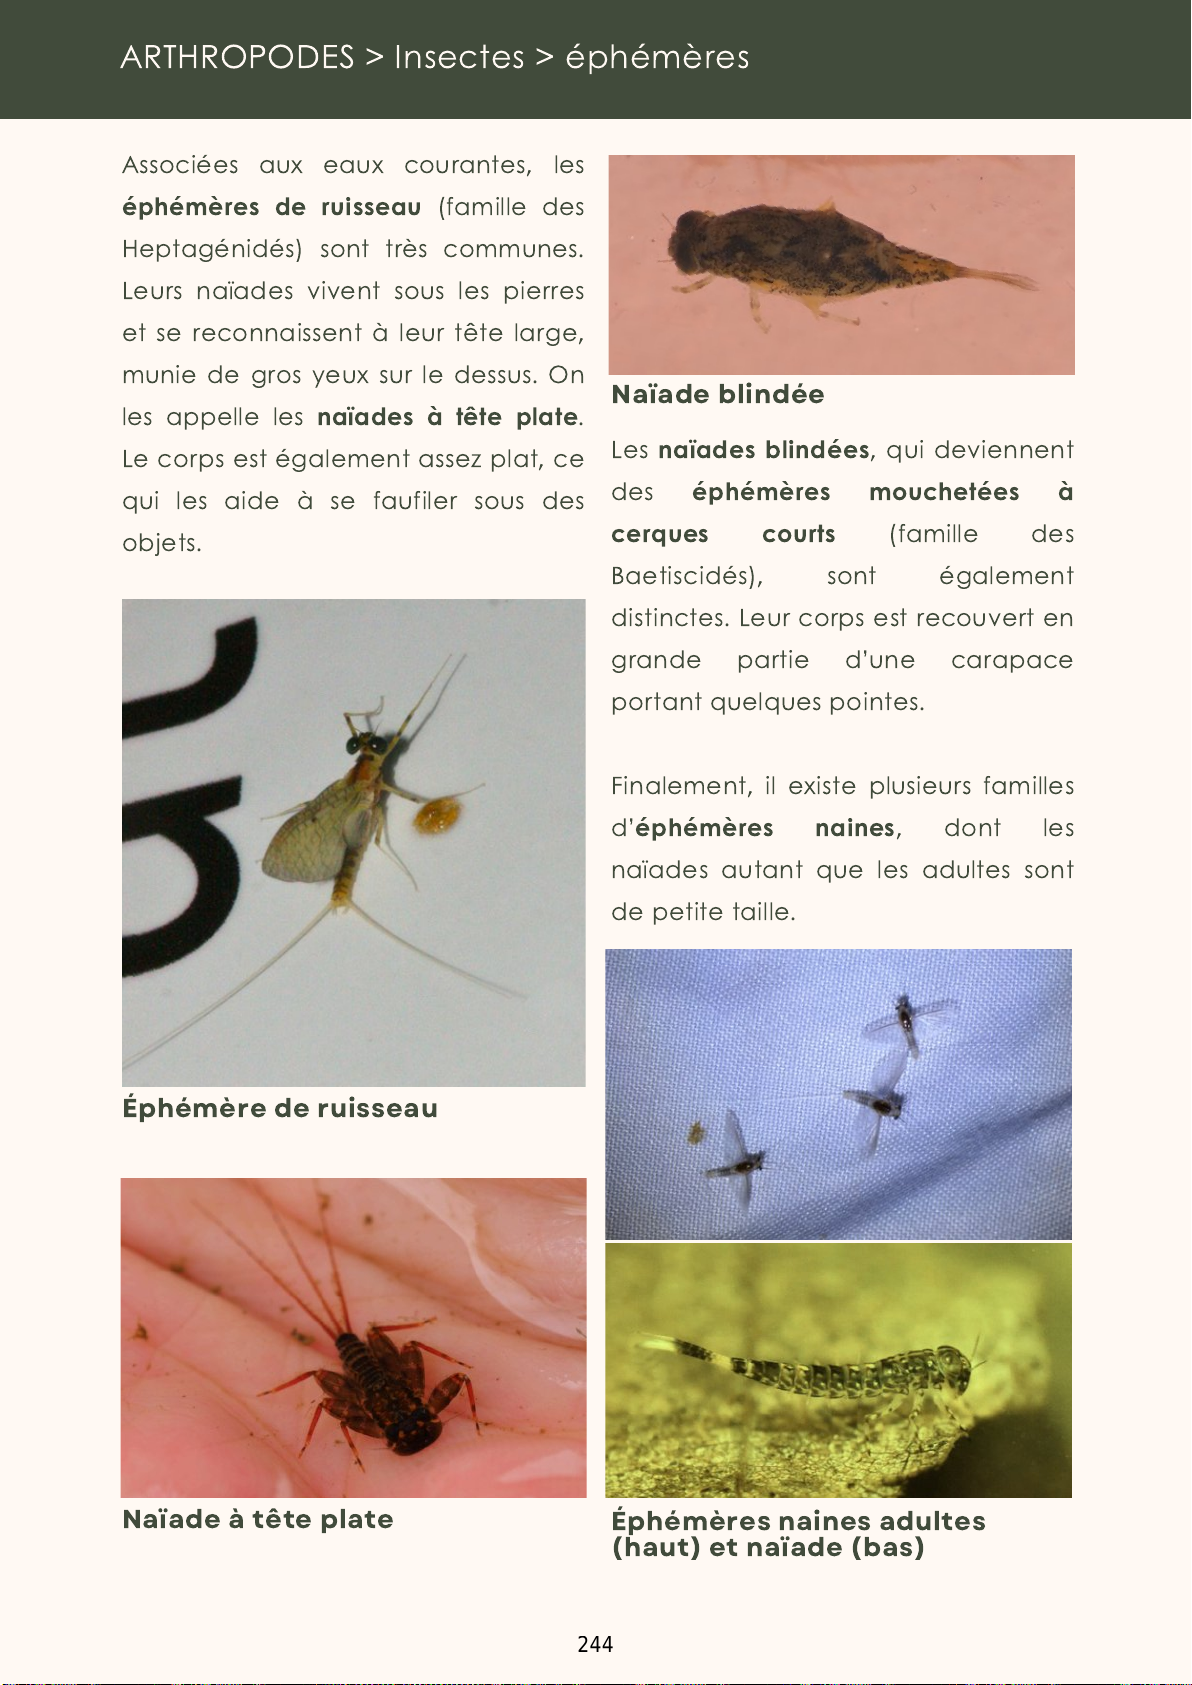 ARTHROPODES > Insectes > éphémères
Associées aux eaux courantes, les
éphémères de ruisseau (famille des
Heptagénidés) sont très communes.
Leurs naïades vivent sous les pierres
et se reconnaissent à leur tête large,
munie de gros yeux sur le dessus. On
les appelle les naïades à tête plate.
Le corps est également assez plat, ce
qui les aide à se faufiler sous des
objets.
Éphémère de ruisseau
Naïade à tête plate
Naïade blindée
Les naïades blindées, qui deviennent
des éphémères mouchetées à
cerques courts (famille des
Baetiscidés), sont également
distinctes. Leur corps est recouvert en
grande partie d'une carapace
portant quelques pointes.
Finalement, il existe plusieurs familles
d'éphémères naines, dont les
naïades autant que les adultes sont
de petite taille.
Éphémères naines adultes
(haut) et naïade (bas)
244